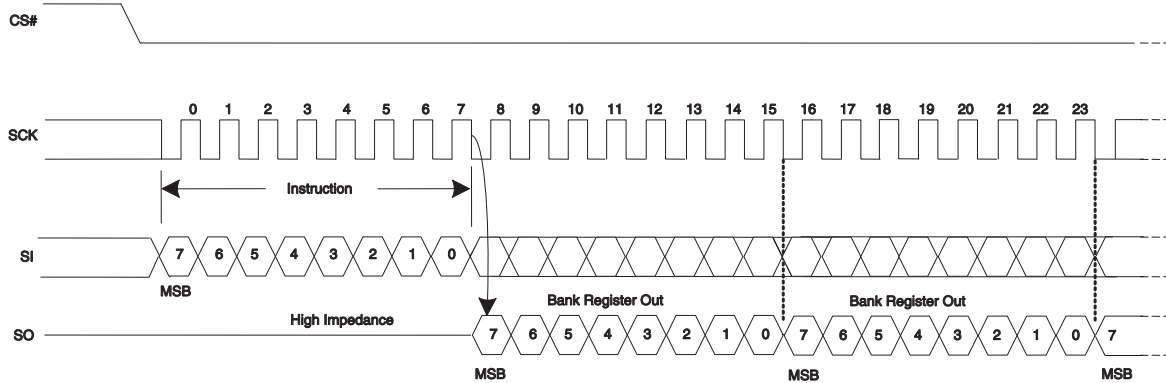 CS#
0 1 2 3 4 5 6 7 8 9 10 11 12 13 14 15 16 17 18 19 20 21 22 23
SCK
Instruction
SI 7 6 5 4 3 2 1 0
MSB
Bank Register Out Bank Register Out
High Impedance
SO 7 6 5 4 3 2 1 0 7 6 5 4 3 2 1 0 7
MSB MSB MSB